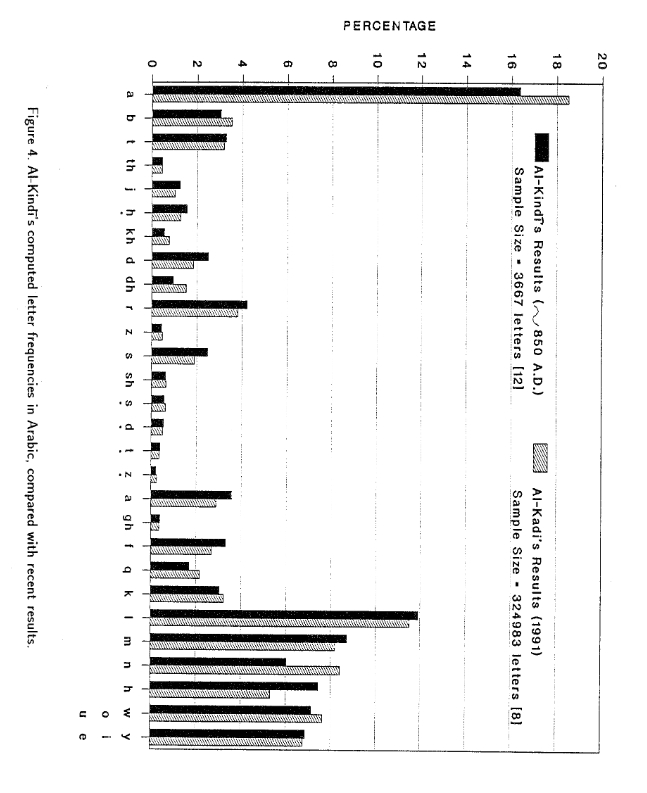 PERCENTAGE
20
18
16
14
12
10
8
6
4
2
0
Al-Kindī's Results (~850 A.D.)
Sample Size = 3667 letters [12]
Al-Kadi's Results (1991)
Sample Size = 324983 letters [8]
a b t th j ḥ kh d dh r z s sh ṣ ḍ ṭ ẓ a gh f q k l m n h w y
o i
u e
Figure 4. Al-Kindī's computed letter frequencies in Arabic, compared with recent results.